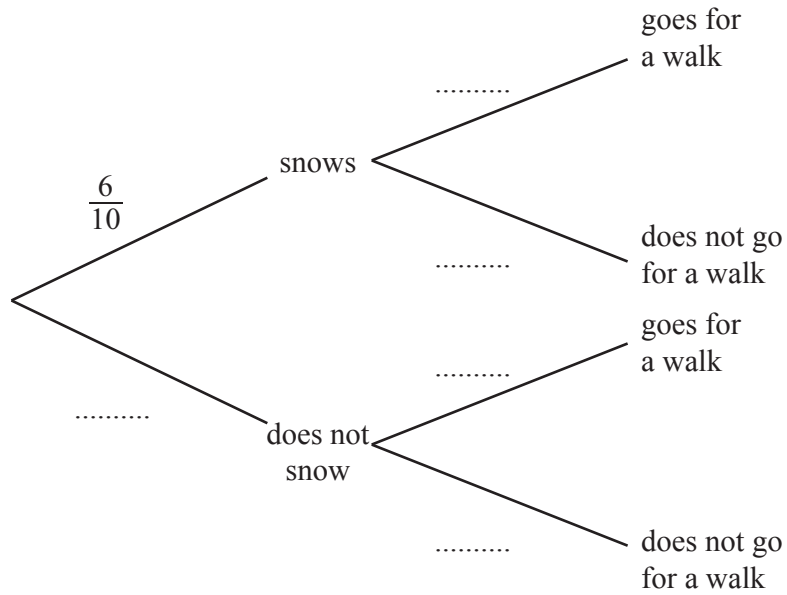 goes for
a walk
..........
snows
6
10
does not go
for a walk
..........
goes for
a walk
..........
..........
does not
snow
does not go
for a walk
..........